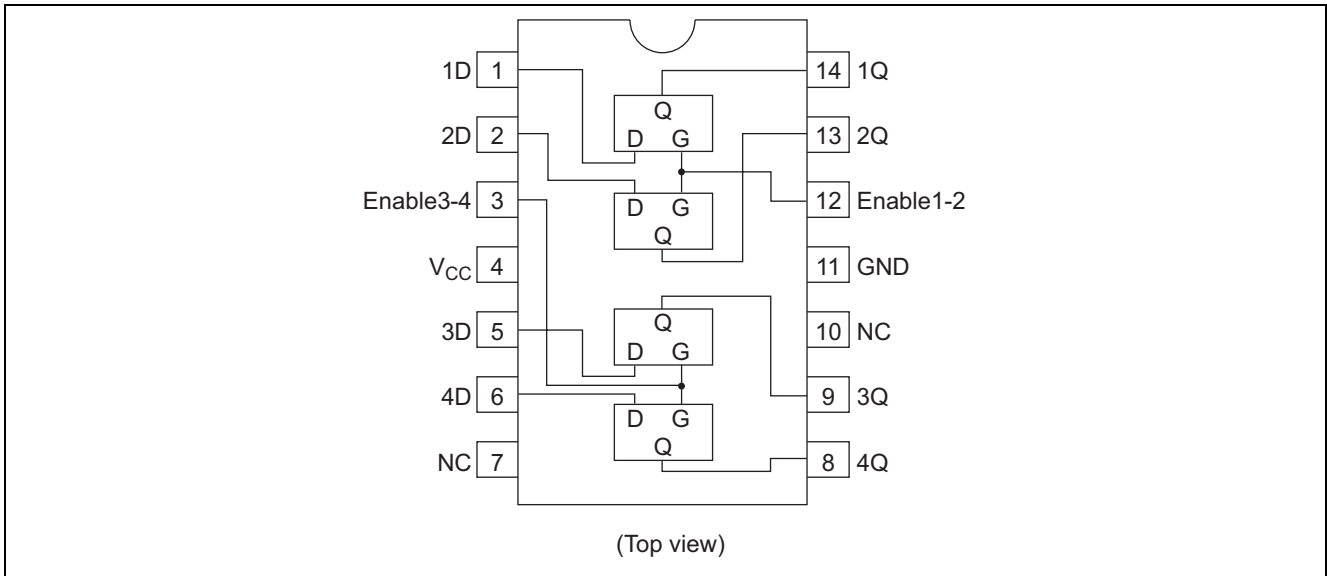 1D 1
2D 2
Enable3-4 3
VCC 4
3D 5
4D 6
NC 7
14 1Q
13 2Q
12 Enable1-2
11 GND
10 NC
9 3Q
8 4Q
Q
D G
D G
Q
Q
D G
D G
Q
(Top view)